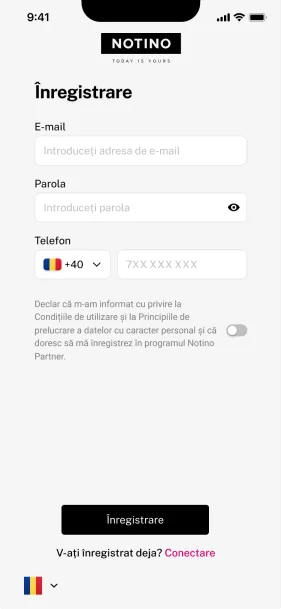 9:41
NOTINO
TODAY IS YOURS
Înregistrare
E-mail
Introduceți adresa de e-mail
Parola
Introduceți parola
Telefon
+40
7XX XXX XXX
Declar că m-am informat cu privire la
Condițiile de utilizare și la Principiile de
prelucrare a datelor cu caracter personal și că
doresc să mă înregistrez în programul Notino
Partner.
Înregistrare
V-ați înregistrat deja? Conectare